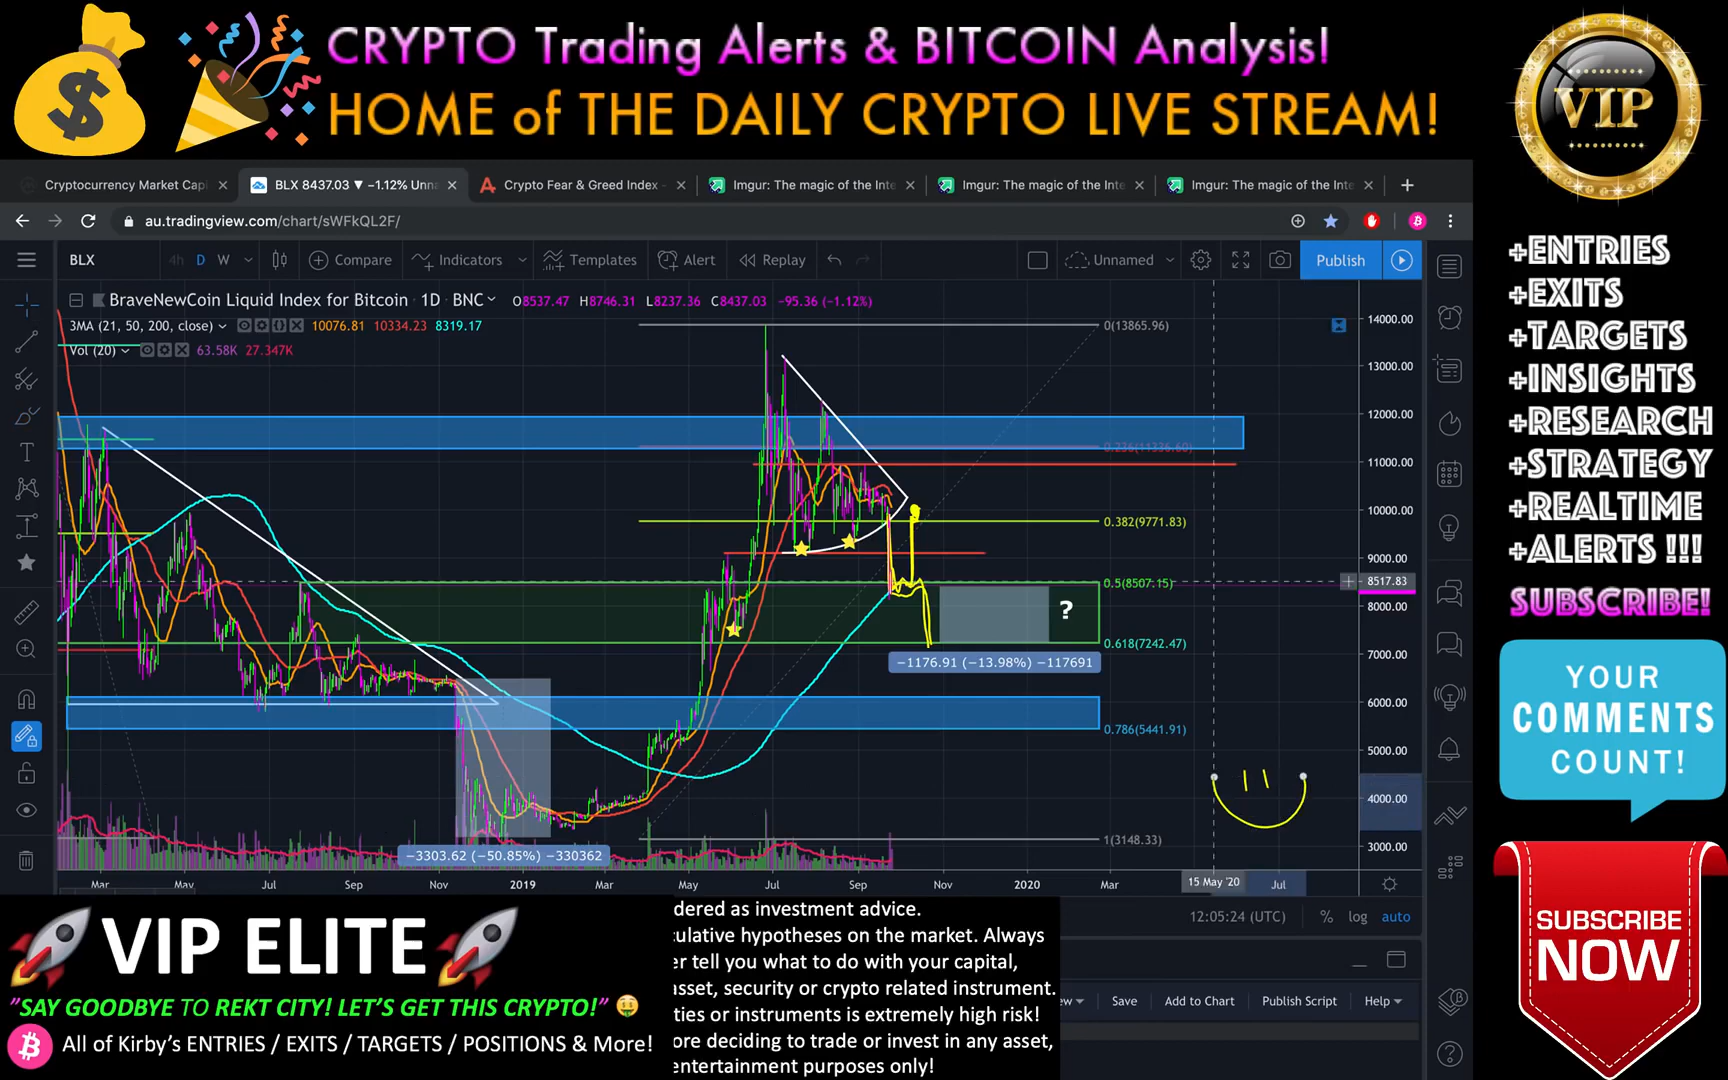 CRYPTO Trading Alerts & BITCOIN Analysis!
HOME of THE DAILY CRYPTO LIVE STREAM!
VIP
Cryptocurrency Market Cap
BLX 8437.03 ▼ −1.12% Unna
Crypto Fear & Greed Index -
Imgur: The magic of the Inte
Imgur: The magic of the Inte
Imgur: The magic of the Inte
au.tradingview.com/chart/sWFkQL2F/
BLX 4h D W Compare Indicators Templates Alert Replay Unnamed Publish
BraveNewCoin Liquid Index for Bitcoin · 1D · BNC O8537.47 H8746.31 L8237.36 C8437.03 −95.36 (−1.12%)
3MA (21, 50, 200, close) 10076.81 10334.23 8319.17
Vol (20) 63.58K 27.347K
0(13865.96)
0.236(11336.60)
0.382(9771.83)
0.5(8507.15)
?
0.618(7242.47)
−1176.91 (−13.98%) −117691
0.786(5441.91)
1(3148.33)
−3303.62 (−50.85%) −330362
14000.00
13000.00
12000.00
11000.00
10000.00
9000.00
8517.83
8000.00
7000.00
6000.00
5000.00
4000.00
3000.00
Mar May Jul Sep Nov 2019 Mar May Jul Sep Nov 2020 Mar 15 May '20 Jul
12:05:24 (UTC) % log auto
Save Add to Chart Publish Script Help
+ENTRIES
+EXITS
+TARGETS
+INSIGHTS
+RESEARCH
+STRATEGY
+REALTIME
+ALERTS !!!
SUBSCRIBE!
YOUR
COMMENTS
COUNT!
SUBSCRIBE
NOW
VIP ELITE
"SAY GOODBYE TO REKT CITY! LET'S GET THIS CRYPTO!"
All of Kirby's ENTRIES / EXITS / TARGETS / POSITIONS & More!
dered as investment advice.
culative hypotheses on the market. Always
er tell you what to do with your capital,
asset, security or crypto related instrument.
ties or instruments is extremely high risk!
ore deciding to trade or invest in any asset,
entertainment purposes only!